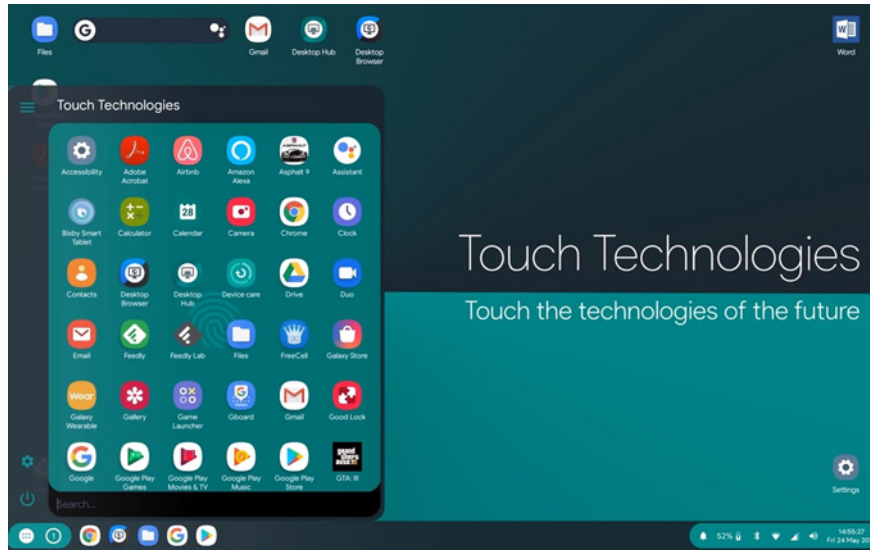 Files
Gmail
Desktop Hub
Desktop
Browser
Word
Touch Technologies
Accessibility
Adobe
Acrobat
Airbnb
Amazon
Alexa
Asphalt 9
Assistant
Bixby Smart
Tablet
Calculator
28
Calendar
Camera
Chrome
Clock
Contacts
Desktop
Browser
Desktop
Hub
Device care
Drive
Duo
Email
Feedly
Feedly Lab
Files
FreeCell
Galaxy Store
Wear
Galaxy
Wearable
Gallery
Game
Launcher
Gboard
Gmail
Good Lock
Google
Google Play
Games
Google Play
Movies & TV
Google Play
Music
Google Play
Store
GTA: III
Search...
Touch Technologies
Touch the technologies of the future
Settings
1
52%
14:55:27
Fri 24 May 20